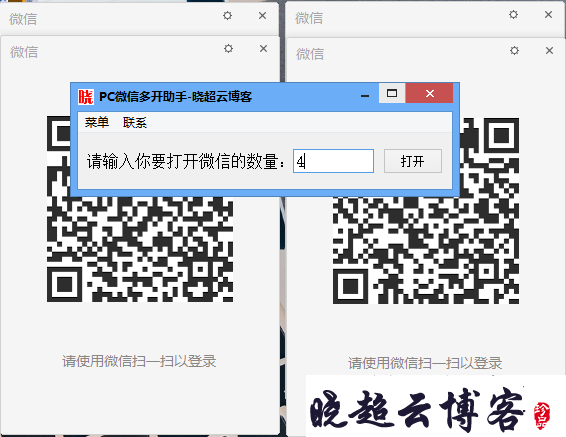 微信
微信
微信
微信
晓 PC微信多开助手-晓超云博客
菜单 联系
请输入你要打开微信的数量： 4 打开
请使用微信扫一扫以登录
请使用微信扫一扫以登录
晓超云博客
珍品